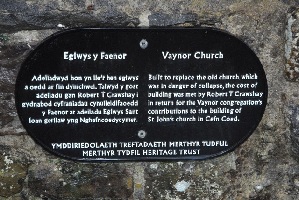 Eglwys y Faenor
Adeiladwyd hon yn lle'r hen eglwys
a oedd ar fin dymchwel. Talwyd y gost
adeiladu gan Robert T Crawshay i
gydnabod cyfraniadau cynulleidfaoedd
y Faenor at adeiladu Eglwys Sant
Ioan gerllaw yng Nghefncoedycymer.
Vaynor Church
Built to replace the old church which
was in danger of collapse, the cost of
building was met by Robert T Crawshay
in return for the Vaynor congregation's
contributions to the building of
St Johns church in Cefn Coed.
YMDDIRIEDOLAETH TREFTADAETH MERTHYR TUDFUL
MERTHYR TYDFIL HERITAGE TRUST